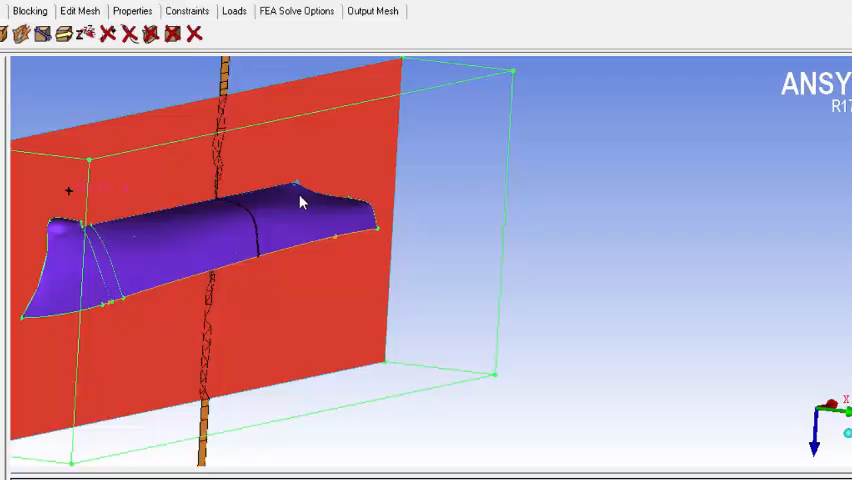 Blocking Edit Mesh Properties Constraints Loads FEA Solve Options Output Mesh
ANSY
R17
X